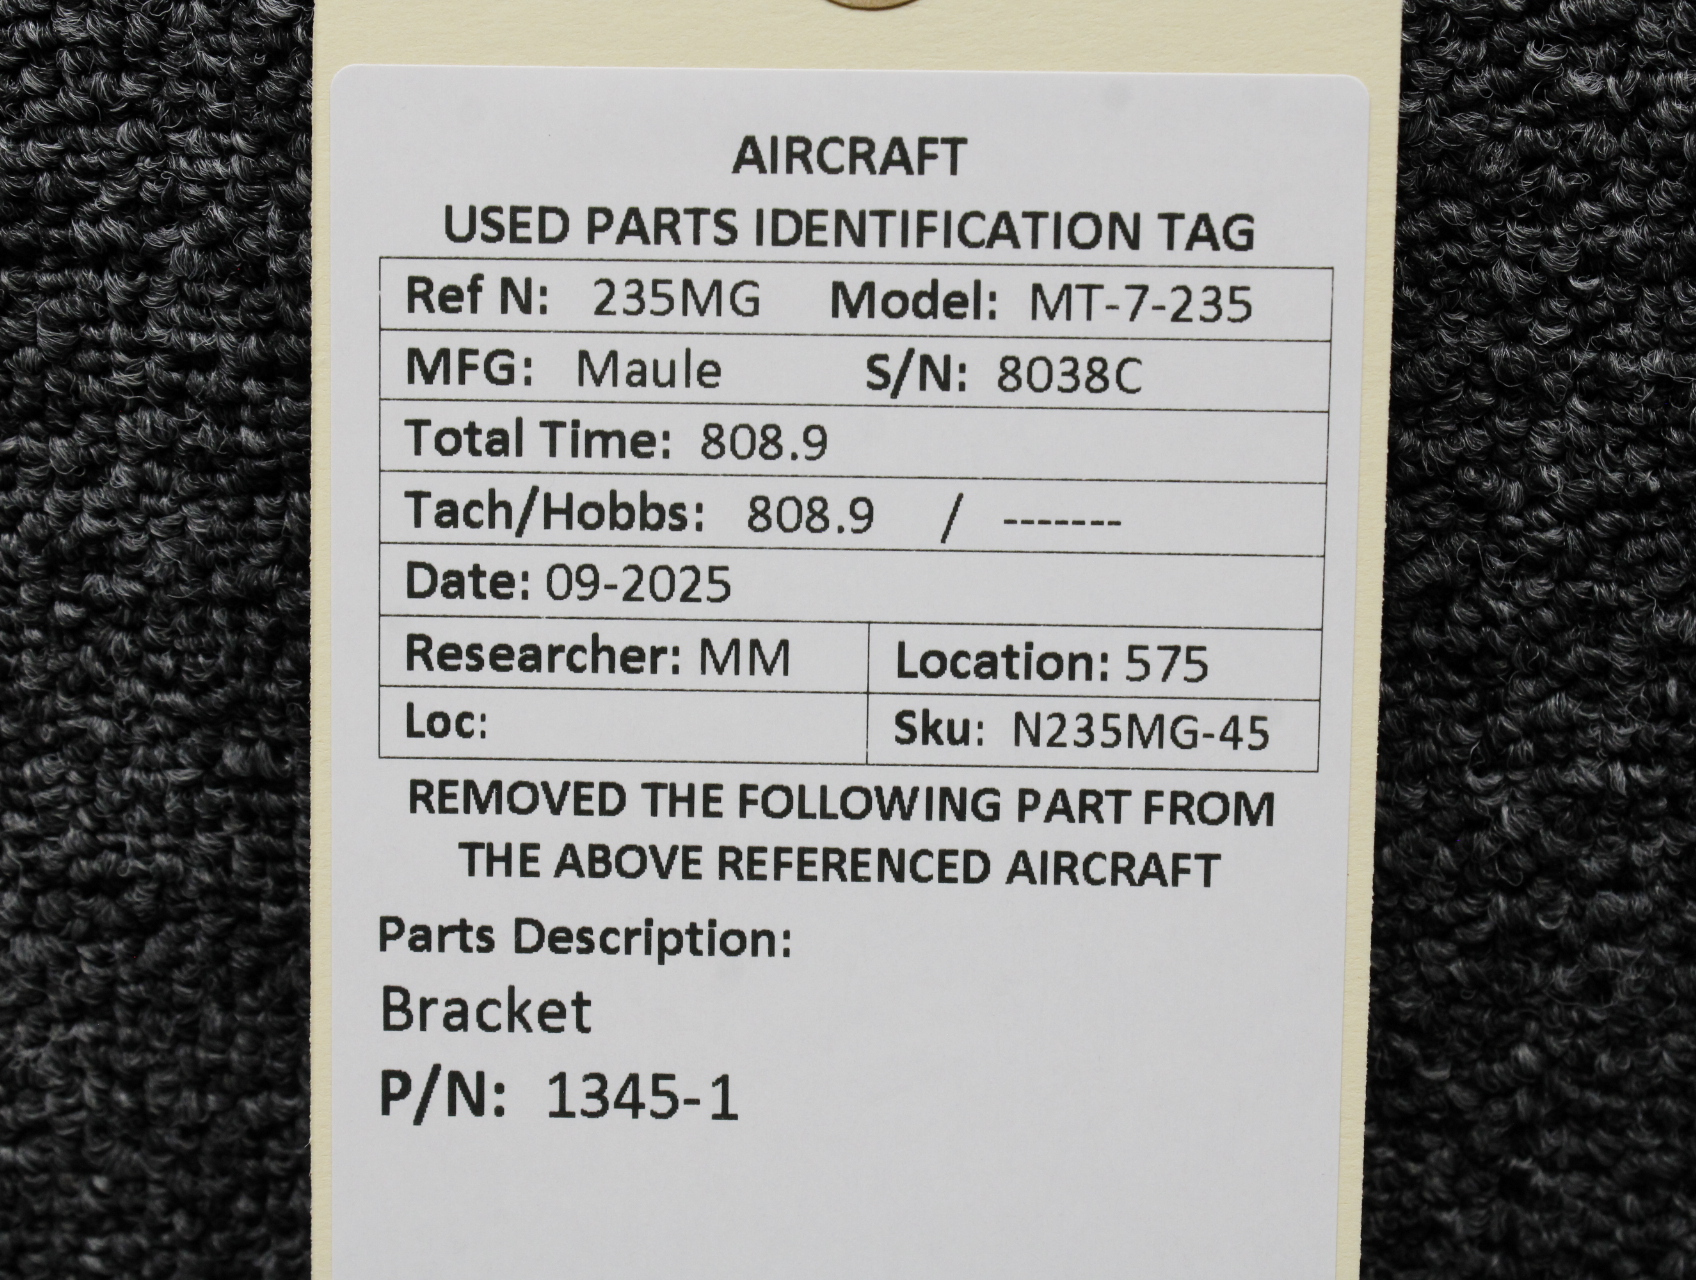 AIRCRAFT
USED PARTS IDENTIFICATION TAG
Ref N: 235MG Model: MT-7-235
MFG: Maule S/N: 8038C
Total Time: 808.9
Tach/Hobbs: 808.9 / -------
Date: 09-2025
Researcher: MM Location: 575
Loc: Sku: N235MG-45
REMOVED THE FOLLOWING PART FROM
THE ABOVE REFERENCED AIRCRAFT
Parts Description:
Bracket
P/N: 1345-1